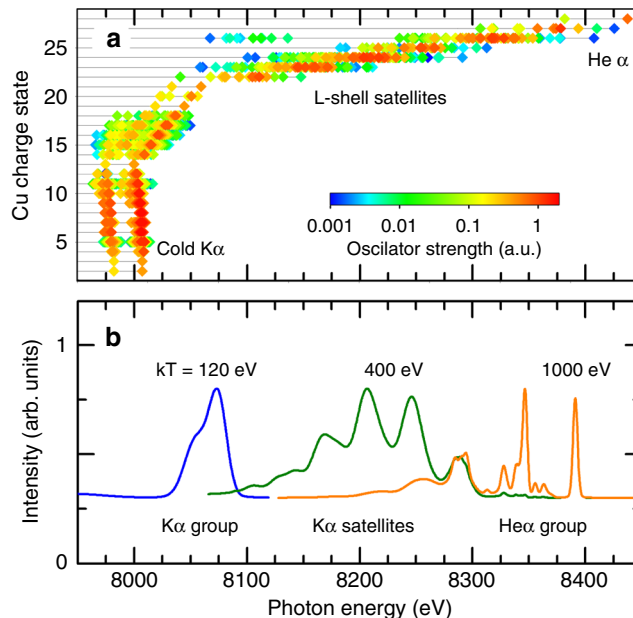 a
25
20
15
10
5
Cu charge state
He α
L-shell satellites
0.001 0.01 0.1 1
Oscilator strength (a.u.)
Cold Kα
b
1
0
Intensity (arb. units)
kT = 120 eV 400 eV 1000 eV
Kα group Kα satellites Heα group
8000 8100 8200 8300 8400
Photon energy (eV)